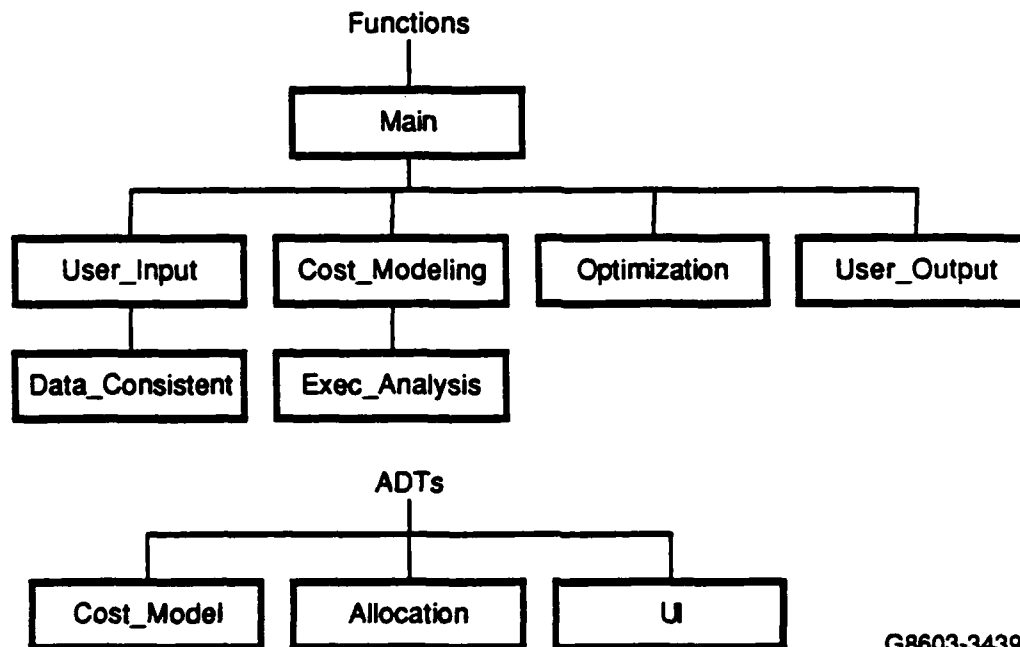 Functions
Main
User_Input
Cost_Modeling
Optimization
User_Output
Data_Consistent
Exec_Analysis
ADTs
Cost_Model
Allocation
UI
G8603-3439